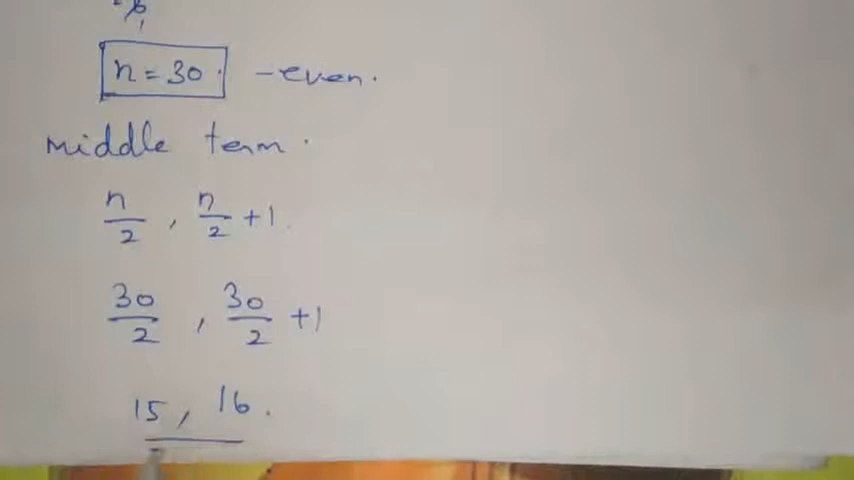 n = 30. - even.
middle term.
n/2, n/2 + 1.
30/2, 30/2 + 1
15, 16.